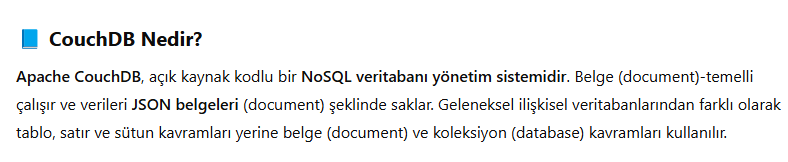 📘 CouchDB Nedir?
Apache CouchDB, açık kaynak kodlu bir NoSQL veritabanı yönetim sistemidir. Belge (document)-temelli
çalışır ve verileri JSON belgeleri (document) şeklinde saklar. Geleneksel ilişkisel veritabanlarından farklı olarak
tablo, satır ve sütun kavramları yerine belge (document) ve koleksiyon (database) kavramları kullanılır.